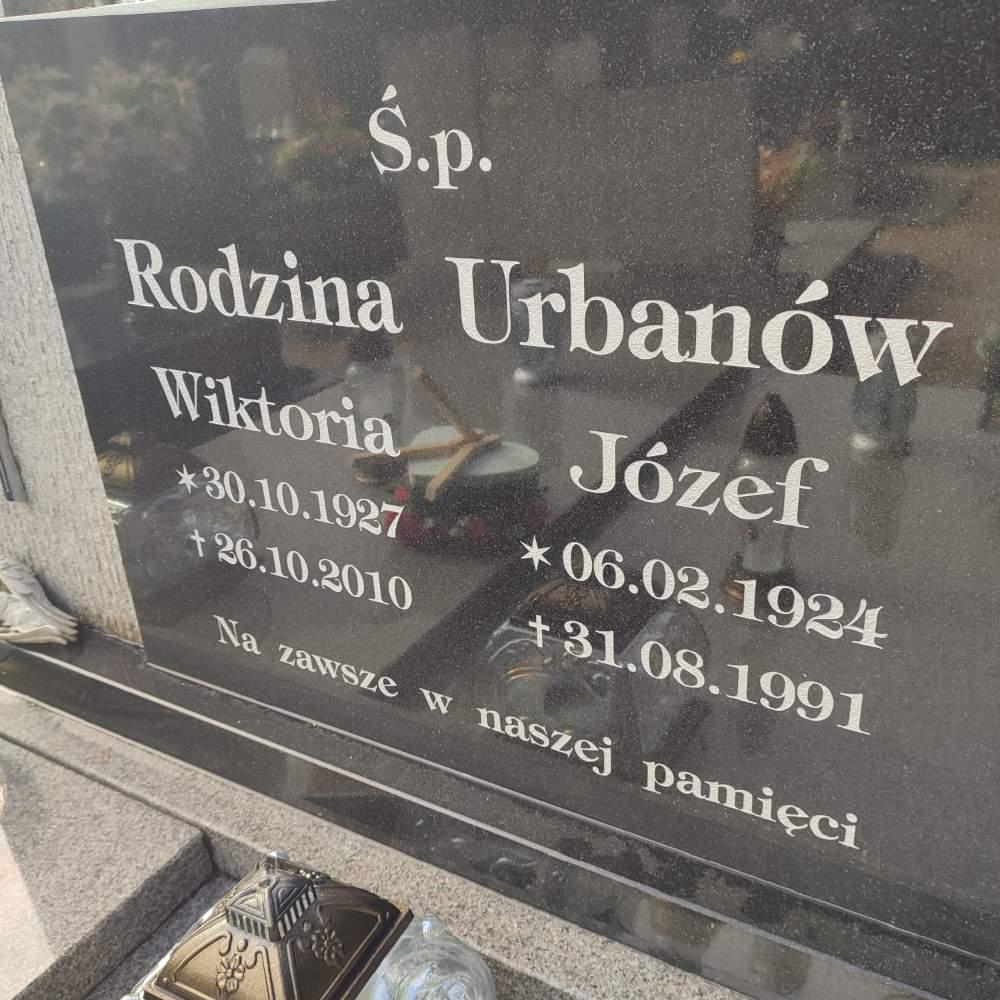 Ś.p.
Rodzina Urbanów
Wiktoria
✶30.10.1927
†26.10.2010
Józef
✶06.02.1924
†31.08.1991
Na zawsze w naszej pamięci